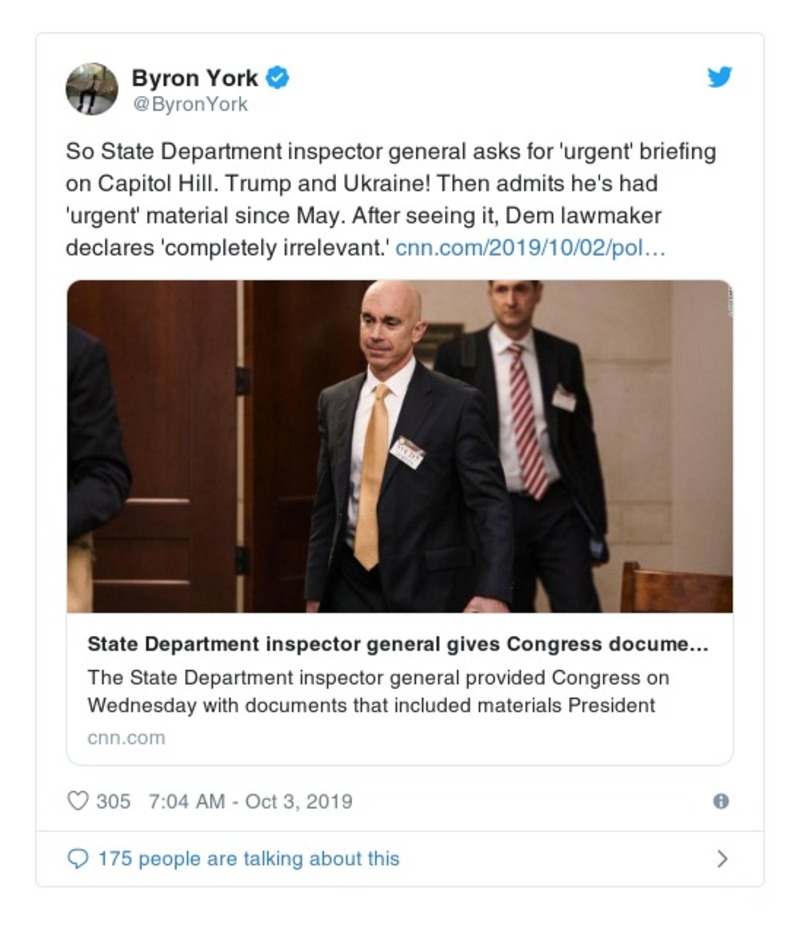 Byron York
@ByronYork
So State Department inspector general asks for 'urgent' briefing
on Capitol Hill. Trump and Ukraine! Then admits he's had
'urgent' material since May. After seeing it, Dem lawmaker
declares 'completely irrelevant.' cnn.com/2019/10/02/pol…
State Department inspector general gives Congress docume...
The State Department inspector general provided Congress on
Wednesday with documents that included materials President
cnn.com
305 7:04 AM - Oct 3, 2019
175 people are talking about this